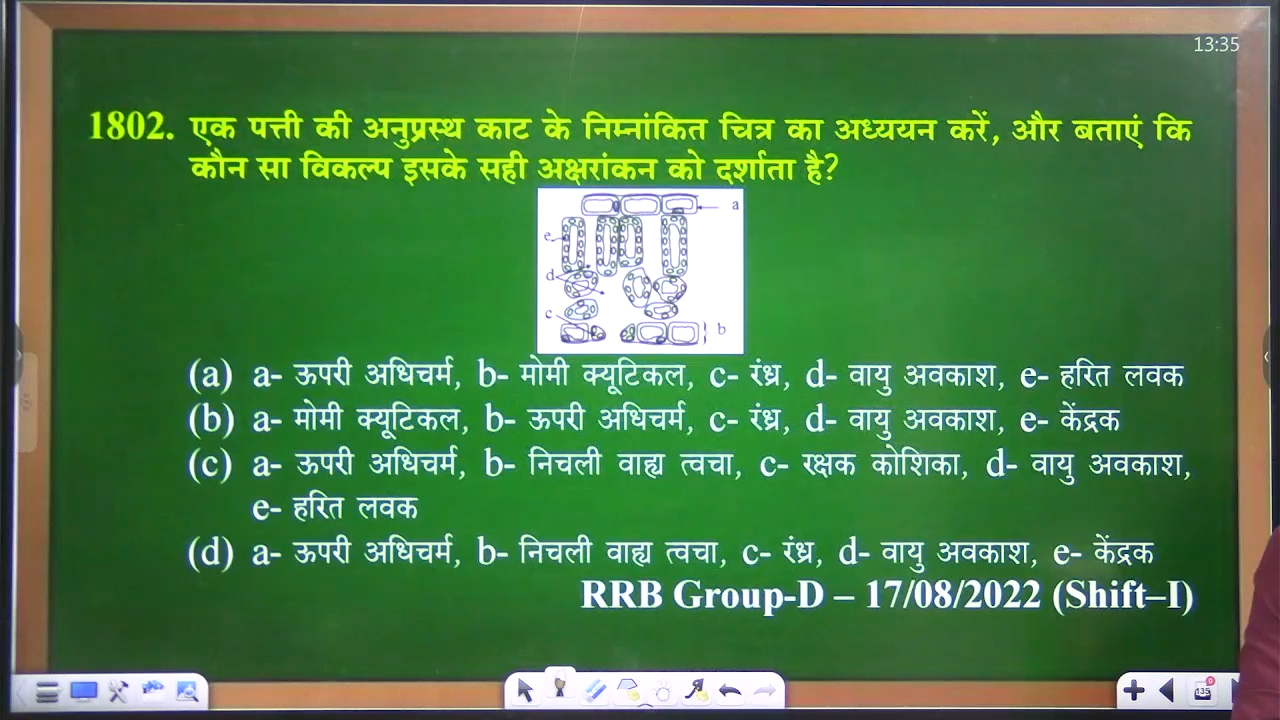 13:35
1802. एक पत्ती की अनुप्रस्थ काट के निम्नांकित चित्र का अध्ययन करें, और बताएं कि
कौन सा विकल्प इसके सही अक्षरांकन को दर्शाता है?
a
e
d
c
b
(a) a- ऊपरी अधिचर्म, b- मोमी क्यूटिकल, c- रंध्र, d- वायु अवकाश, e- हरित लवक
(b) a- मोमी क्यूटिकल, b- ऊपरी अधिचर्म, c- रंध्र, d- वायु अवकाश, e- केंद्रक
(c) a- ऊपरी अधिचर्म, b- निचली वाह्य त्वचा, c- रक्षक कोशिका, d- वायु अवकाश,
e- हरित लवक
(d) a- ऊपरी अधिचर्म, b- निचली वाह्य त्वचा, c- रंध्र, d- वायु अवकाश, e- केंद्रक
RRB Group-D – 17/08/2022 (Shift–I)
135
0